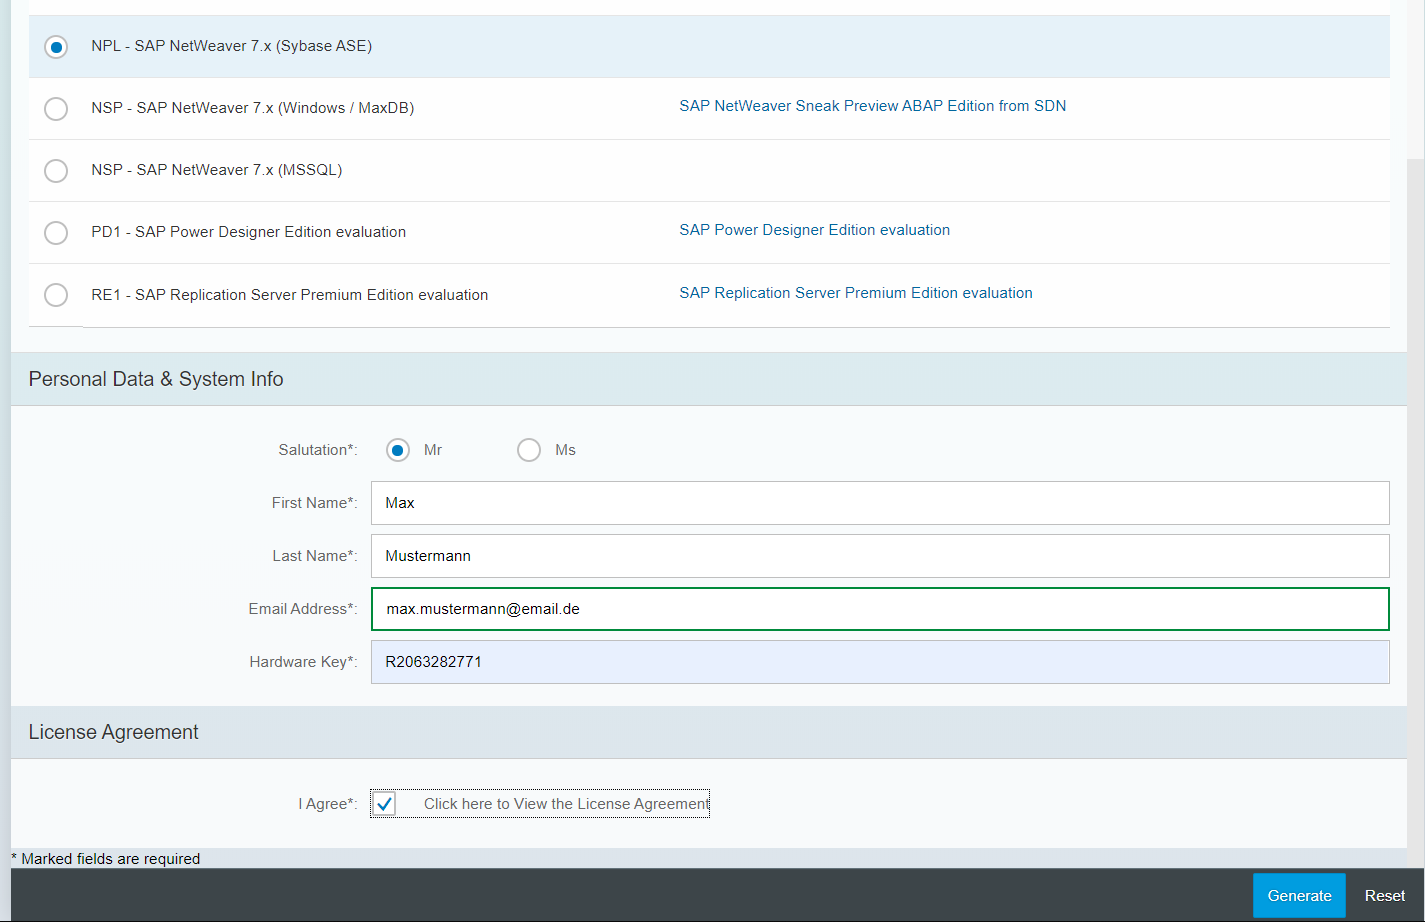 NPL - SAP NetWeaver 7.x (Sybase ASE)
NSP - SAP NetWeaver 7.x (Windows / MaxDB) SAP NetWeaver Sneak Preview ABAP Edition from SDN
NSP - SAP NetWeaver 7.x (MSSQL)
PD1 - SAP Power Designer Edition evaluation SAP Power Designer Edition evaluation
RE1 - SAP Replication Server Premium Edition evaluation SAP Replication Server Premium Edition evaluation
Personal Data & System Info
Salutation*: Mr Ms
First Name*: Max
Last Name*: Mustermann
Email Address*: max.mustermann@email.de
Hardware Key*: R2063282771
License Agreement
I Agree*: Click here to View the License Agreement
* Marked fields are required
Generate Reset